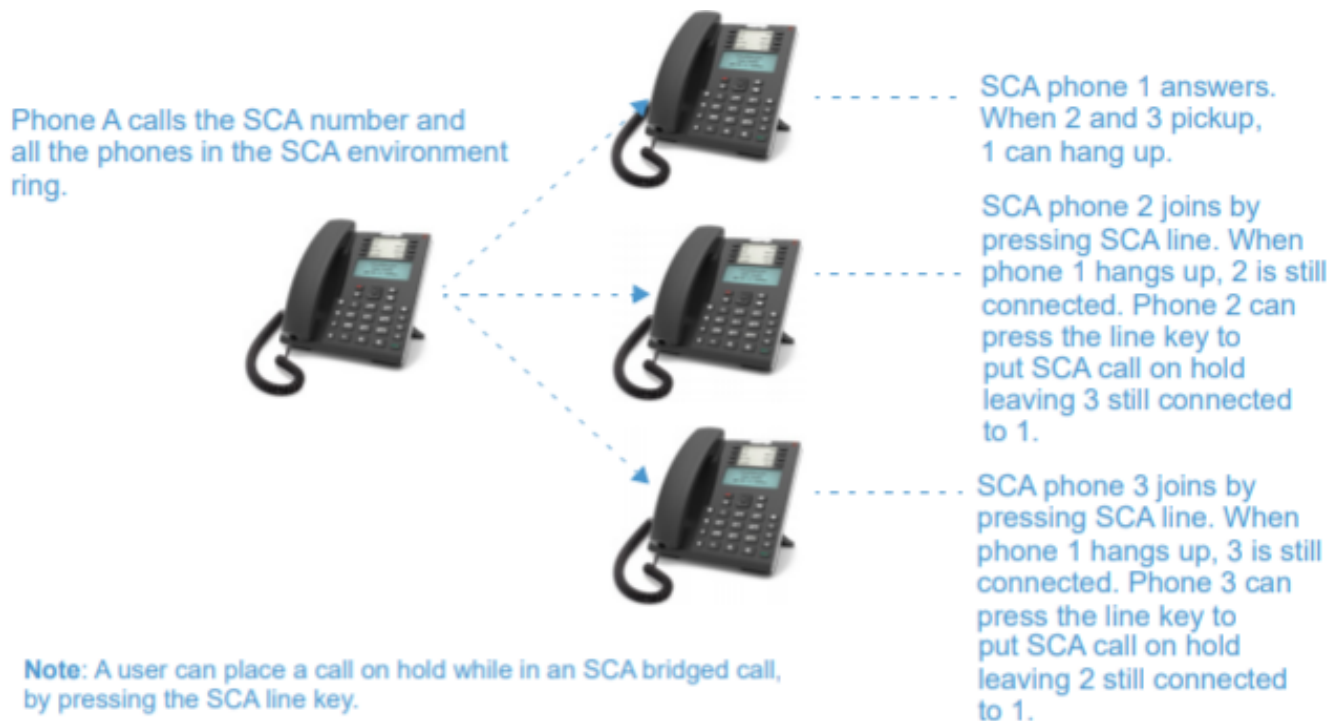 Phone A calls the SCA number and
all the phones in the SCA environment
ring.
SCA phone 1 answers.
When 2 and 3 pickup,
1 can hang up.
SCA phone 2 joins by
pressing SCA line. When
phone 1 hangs up, 2 is still
connected. Phone 2 can
press the line key to
put SCA call on hold
leaving 3 still connected
to 1.
SCA phone 3 joins by
pressing SCA line. When
phone 1 hangs up, 3 is still
connected. Phone 3 can
press the line key to
put SCA call on hold
leaving 2 still connected
to 1.
Note: A user can place a call on hold while in an SCA bridged call,
by pressing the SCA line key.